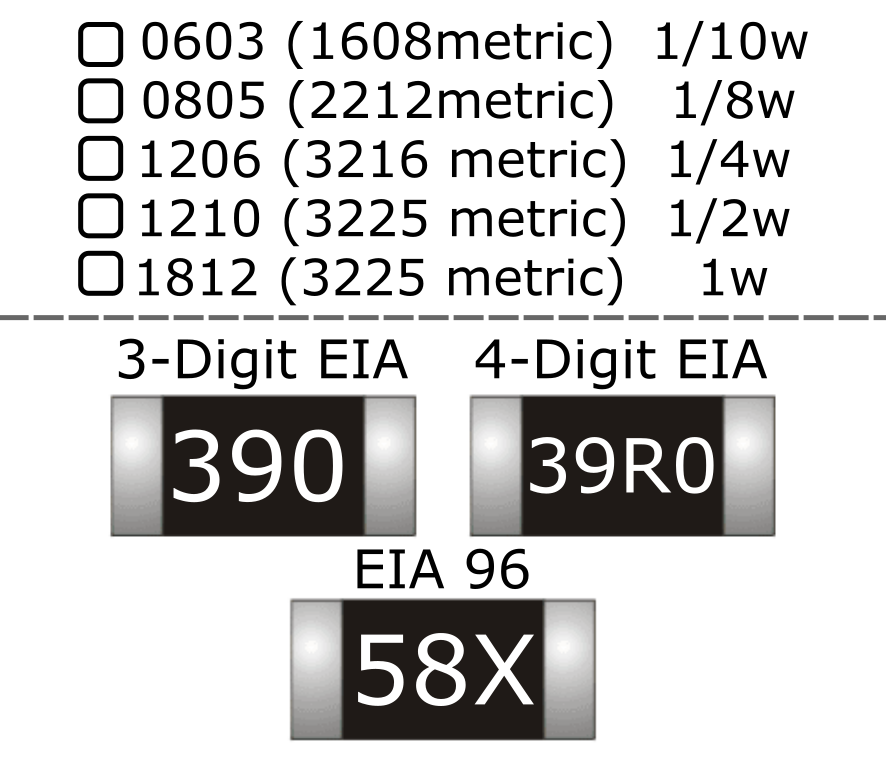 0603 (1608metric) 1/10w
0805 (2212metric) 1/8w
1206 (3216 metric) 1/4w
1210 (3225 metric) 1/2w
1812 (3225 metric) 1w
3-Digit EIA 4-Digit EIA
390 39R0
EIA 96
58X